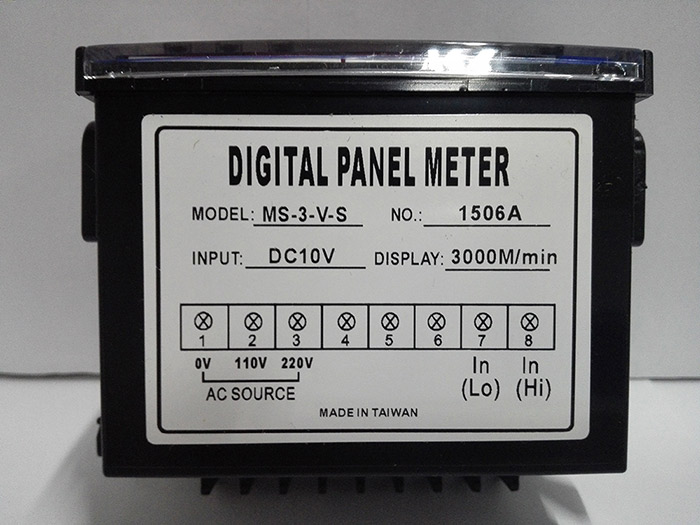 DIGITAL PANEL METER
MODEL: MS-3-V-S NO.: 1506A
INPUT: DC10V DISPLAY: 3000M/min
1 2 3 4 5 6 7 8
0V 110V 220V In In
AC SOURCE (Lo) (Hi)
MADE IN TAIWAN